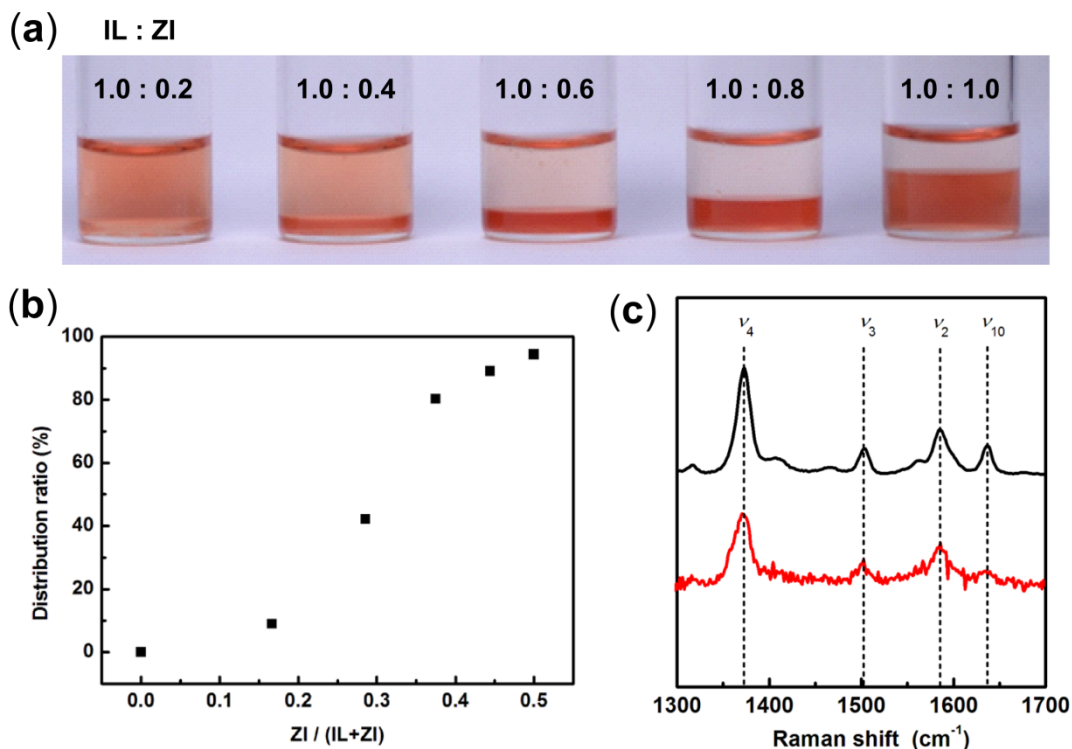 (a) IL : ZI
1.0 : 0.2 1.0 : 0.4 1.0 : 0.6 1.0 : 0.8 1.0 : 1.0
(b)
100
80
60
40
20
0
Distribution ratio (%)
0.0 0.1 0.2 0.3 0.4 0.5
ZI / (IL+ZI)
(c)
ν4 ν3 ν2 ν10
1300 1400 1500 1600 1700
Raman shift (cm-1)